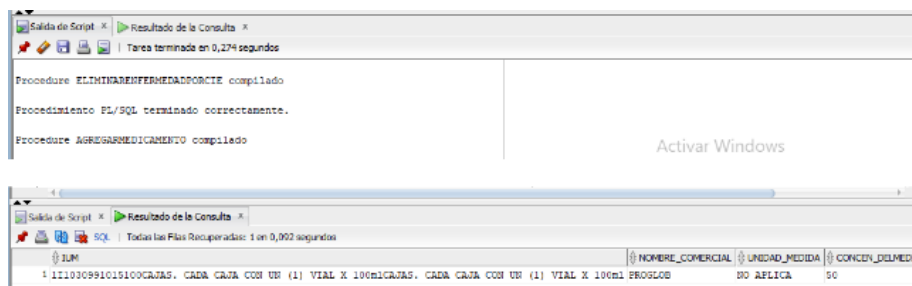 Salida de Script × Resultado de la Consulta ×
Tarea terminada en 0,274 segundos
Procedure ELIMINARENFERMEDADPORCIE compilado
Procedimiento PL/SQL terminado correctamente.
Procedure AGREGARMEDICAMENTO compilado
Activar Windows
Salida de Script × Resultado de la Consulta ×
SQL | Todas las Filas Recuperadas: 1 en 0,092 segundos
IUM NOMBRE_COMERCIAL UNIDAD_MEDIDA CONCEN_DELMED
1 CAJAS. CADA CAJA CON UN (1) VIAL X 100mlCAJAS. CADA CAJA CON UN (1) VIAL X 100ml PROGLOB NO APLICA 50